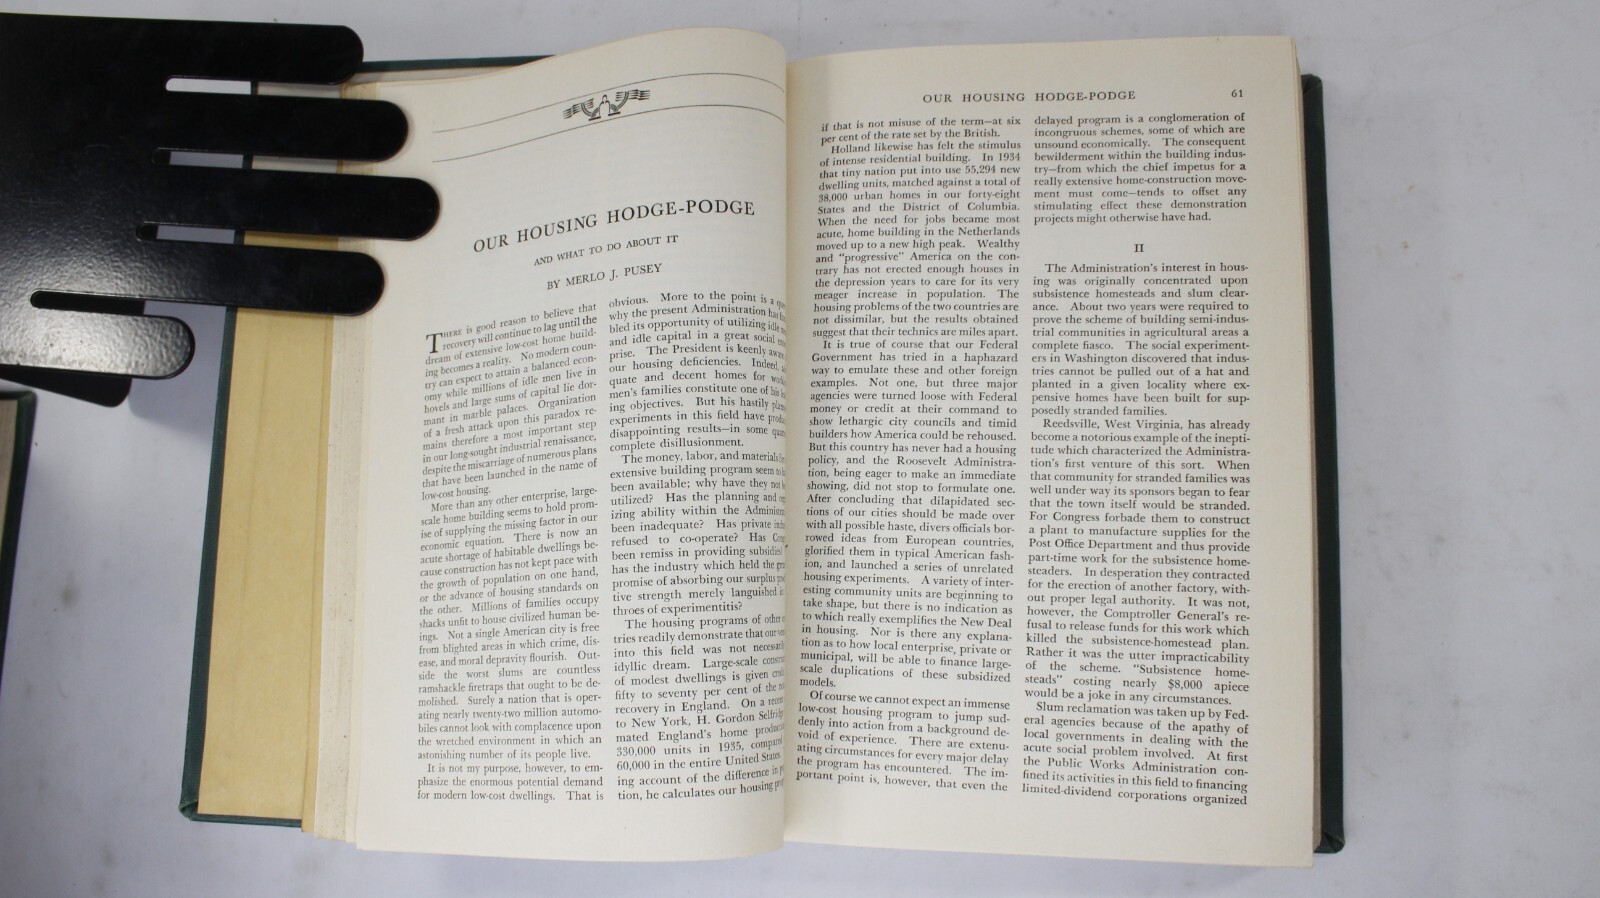 OUR HOUSING HODGE-PODGE
AND WHAT TO DO ABOUT IT
BY MERLO J. PUSEY
THERE is good reason to believe that
recovery will continue to lag until the
dream of extensive low-cost home build-
ing becomes a reality. No modern coun-
try can expect to attain a balanced econ-
omy while millions of idle men live in
hovels and large sums of capital lie dor-
mant in marble palaces. Organization
of a fresh attack upon this paradox re-
mains therefore a most important step
in our long-sought industrial renaissance,
despite the miscarriage of numerous plans
that have been launched in the name of
low-cost housing.
More than any other enterprise, large-
scale home building seems to hold prom-
ise of supplying the missing factor in our
economic equation. There is now an
acute shortage of habitable dwellings be-
cause construction has not kept pace with
the growth of population on one hand,
or the advance of housing standards on
the other. Millions of families occupy
shacks unfit to house civilized human be-
ings. Not a single American city is free
from blighted areas in which crime, dis-
ease, and moral depravity flourish. Out-
side the worst slums are countless
ramshackle firetraps that ought to be de-
molished. Surely a nation that is oper-
ating nearly twenty-two million automo-
biles cannot look with complacence upon
the wretched environment in which an
astonishing number of its people live.
It is not my purpose, however, to em-
phasize the enormous potential demand
for modern low-cost dwellings. That is
obvious. More to the point is a
why the present Administration has
bled its opportunity of utilizing idle
and idle capital in a great social
prise. The President is keenly
our housing deficiencies. Indeed,
quate and decent homes for
men's families constitute one of
ing objectives. But his hastily
experiments in this field have
disappointing results—in some
complete disillusionment.
The money, labor, and materials
extensive building program seem to
been available; why have they not
utilized? Has the planning and
izing ability within the
been inadequate? Has private
refused to co-operate? Has
been remiss in providing
has the industry which held the
promise of absorbing our surplus
tive strength merely languished
throes of experimentitis?
The housing programs of other
tries readily demonstrate that our
into this field was not
idyllic dream. Large-scale
of modest dwellings is given
fifty to seventy per cent of the
recovery in England. On a recent
to New York, H. Gordon Selfridge
mated England's home
330,000 units in 1935,
60,000 in the entire United States
ing account of the difference in
tion, he calculates our housing
OUR HOUSING HODGE-PODGE 61
if that is not misuse of the term—at six
per cent of the rate set by the British.
Holland likewise has felt the stimulus
of intense residential building. In 1934
that tiny nation put into use 55,294 new
dwelling units, matched against a total of
38,000 urban homes in our forty-eight
States and the District of Columbia.
When the need for jobs became most
acute, home building in the Netherlands
moved up to a new high peak. Wealthy
and "progressive" America on the con-
trary has not erected enough houses in
the depression years to care for its very
meager increase in population. The
housing problems of the two countries are
not dissimilar, but the results obtained
suggest that their technics are miles apart.
It is true of course that our Federal
Government has tried in a haphazard
way to emulate these and other foreign
examples. Not one, but three major
agencies were turned loose with Federal
money or credit at their command to
show lethargic city councils and timid
builders how America could be rehoused.
But this country has never had a housing
policy, and the Roosevelt Administra-
tion, being eager to make an immediate
showing, did not stop to formulate one.
After concluding that dilapidated sec-
tions of our cities should be made over
with all possible haste, divers officials bor-
rowed ideas from European countries,
glorified them in typical American fash-
ion, and launched a series of unrelated
housing experiments. A variety of inter-
esting community units are beginning to
take shape, but there is no indication as
to which really exemplifies the New Deal
in housing. Nor is there any explana-
tion as to how local enterprise, private or
municipal, will be able to finance large-
scale duplications of these subsidized
models.
Of course we cannot expect an immense
low-cost housing program to jump sud-
denly into action from a background de-
void of experience. There are extenu-
ating circumstances for every major delay
the program has encountered. The im-
portant point is, however, that even the
delayed program is a conglomeration of
incongruous schemes, some of which are
unsound economically. The consequent
bewilderment within the building indus-
try—from which the chief impetus for a
really extensive home-construction move-
ment must come—tends to offset any
stimulating effect these demonstration
projects might otherwise have had.
II
The Administration's interest in hous-
ing was originally concentrated upon
subsistence homesteads and slum clear-
ance. About two years were required to
prove the scheme of building semi-indus-
trial communities in agricultural areas a
complete fiasco. The social experiment-
ers in Washington discovered that indus-
tries cannot be pulled out of a hat and
planted in a given locality where ex-
pensive homes have been built for sup-
posedly stranded families.
Reedsville, West Virginia, has already
become a notorious example of the inepti-
tude which characterized the Administra-
tion's first venture of this sort. When
that community for stranded families was
well under way its sponsors began to fear
that the town itself would be stranded.
For Congress forbade them to construct
a plant to manufacture supplies for the
Post Office Department and thus provide
part-time work for the subsistence home-
steaders. In desperation they contracted
for the erection of another factory, with-
out proper legal authority. It was not,
however, the Comptroller General's re-
fusal to release funds for this work which
killed the subsistence-homestead plan.
Rather it was the utter impracticability
of the scheme. "Subsistence home-
steads" costing nearly $8,000 apiece
would be a joke in any circumstances.
Slum reclamation was taken up by Fed-
eral agencies because of the apathy of
local governments in dealing with the
acute social problem involved. At first
the Public Works Administration con-
fined its activities in this field to financing
limited-dividend corporations organized